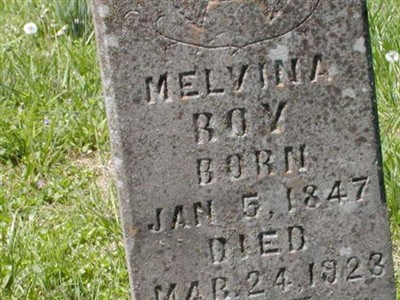 MELVINA
ROY
BORN
JAN. 5, 1847
DIED
MAR. 24, 1923